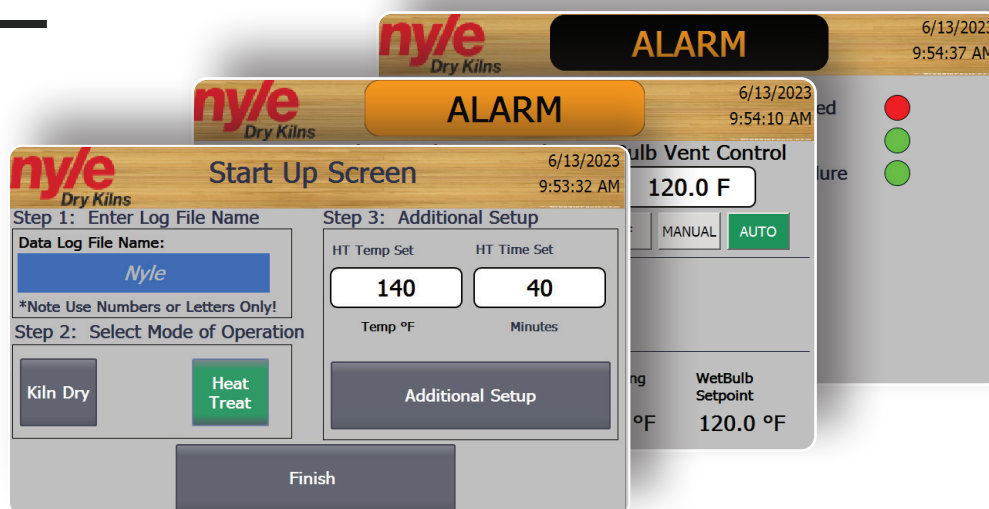 nyle
Dry Kilns
ALARM
6/13/2023
9:54:37 AM
nyle
Dry Kilns
ALARM
6/13/2023
9:54:10 AM
ed
ulb Vent Control
lure
120.0 F
MANUAL
AUTO
ng
WetBulb
Setpoint
°F
120.0 °F
nyle
Dry Kilns
Start Up Screen
6/13/2023
9:53:32 AM
Step 1: Enter Log File Name
Data Log File Name:
Nyle
*Note Use Numbers or Letters Only!
Step 2: Select Mode of Operation
Kiln Dry
Heat
Treat
Step 3: Additional Setup
HT Temp Set
HT Time Set
140
40
Temp °F
Minutes
Additional Setup
Finish